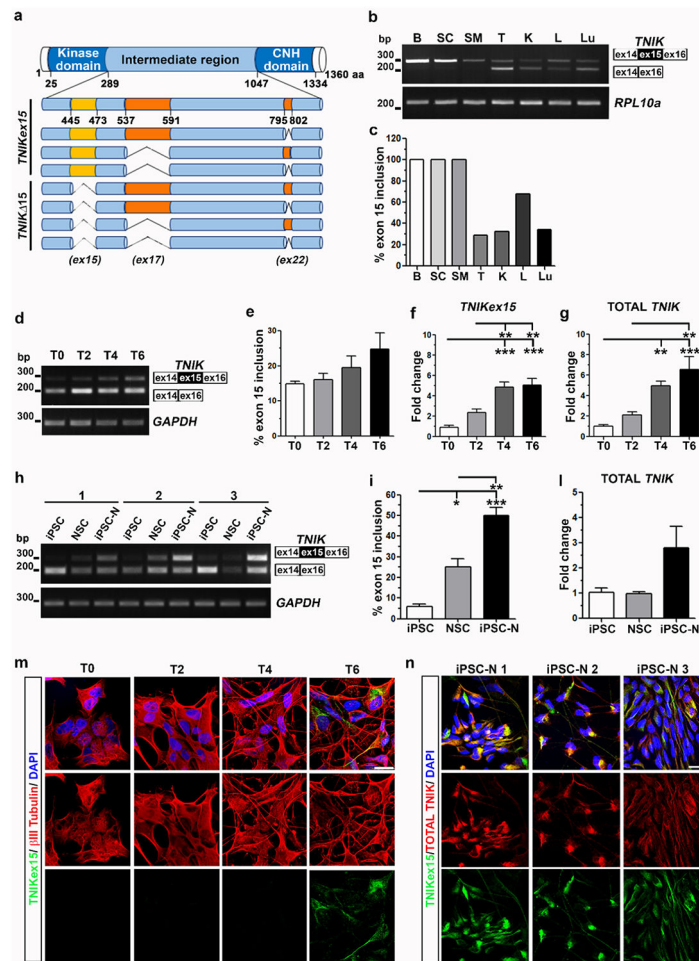 a
Kinase domain
Intermediate region
CNH domain
1
25
289
1047
1334
1360 aa
TNIKex15
445 473 537 591 795 802
TNIKΔ15
(ex15) (ex17) (ex22)
b
bp B SC SM T K L Lu
TNIK
300
200
ex14 ex15 ex16
ex14 ex16
200
RPL10a
c
% exon 15 inclusion
100
80
60
40
20
0
B SC SM T K L Lu
d
T0 T2 T4 T6
bp
TNIK
300
200
ex14 ex15 ex16
ex14 ex16
300
GAPDH
e
% exon 15 inclusion
40
30
20
10
0
T0 T2 T4 T6
f
TNIKex15
Fold change
10
8
6
4
2
0
** **
*** ***
T0 T2 T4 T6
g
TOTAL TNIK
Fold change
10
8
6
4
2
0
**
** ***
T0 T2 T4 T6
h
1 2 3
iPSC NSC iPSC-N iPSC NSC iPSC-N iPSC NSC iPSC-N
bp
TNIK
300
200
ex14 ex15 ex16
ex14 ex16
300
GAPDH
i
% exon 15 inclusion
60
50
40
30
20
10
0
**
* ***
iPSC NSC iPSC-N
l
TOTAL TNIK
Fold change
5
4
3
2
1
0
iPSC NSC iPSC-N
m
T0 T2 T4 T6
TNIKex15/ βIII Tubulin/ DAPI
n
iPSC-N 1 iPSC-N 2 iPSC-N 3
TNIKex15/TOTAL TNIK/ DAPI